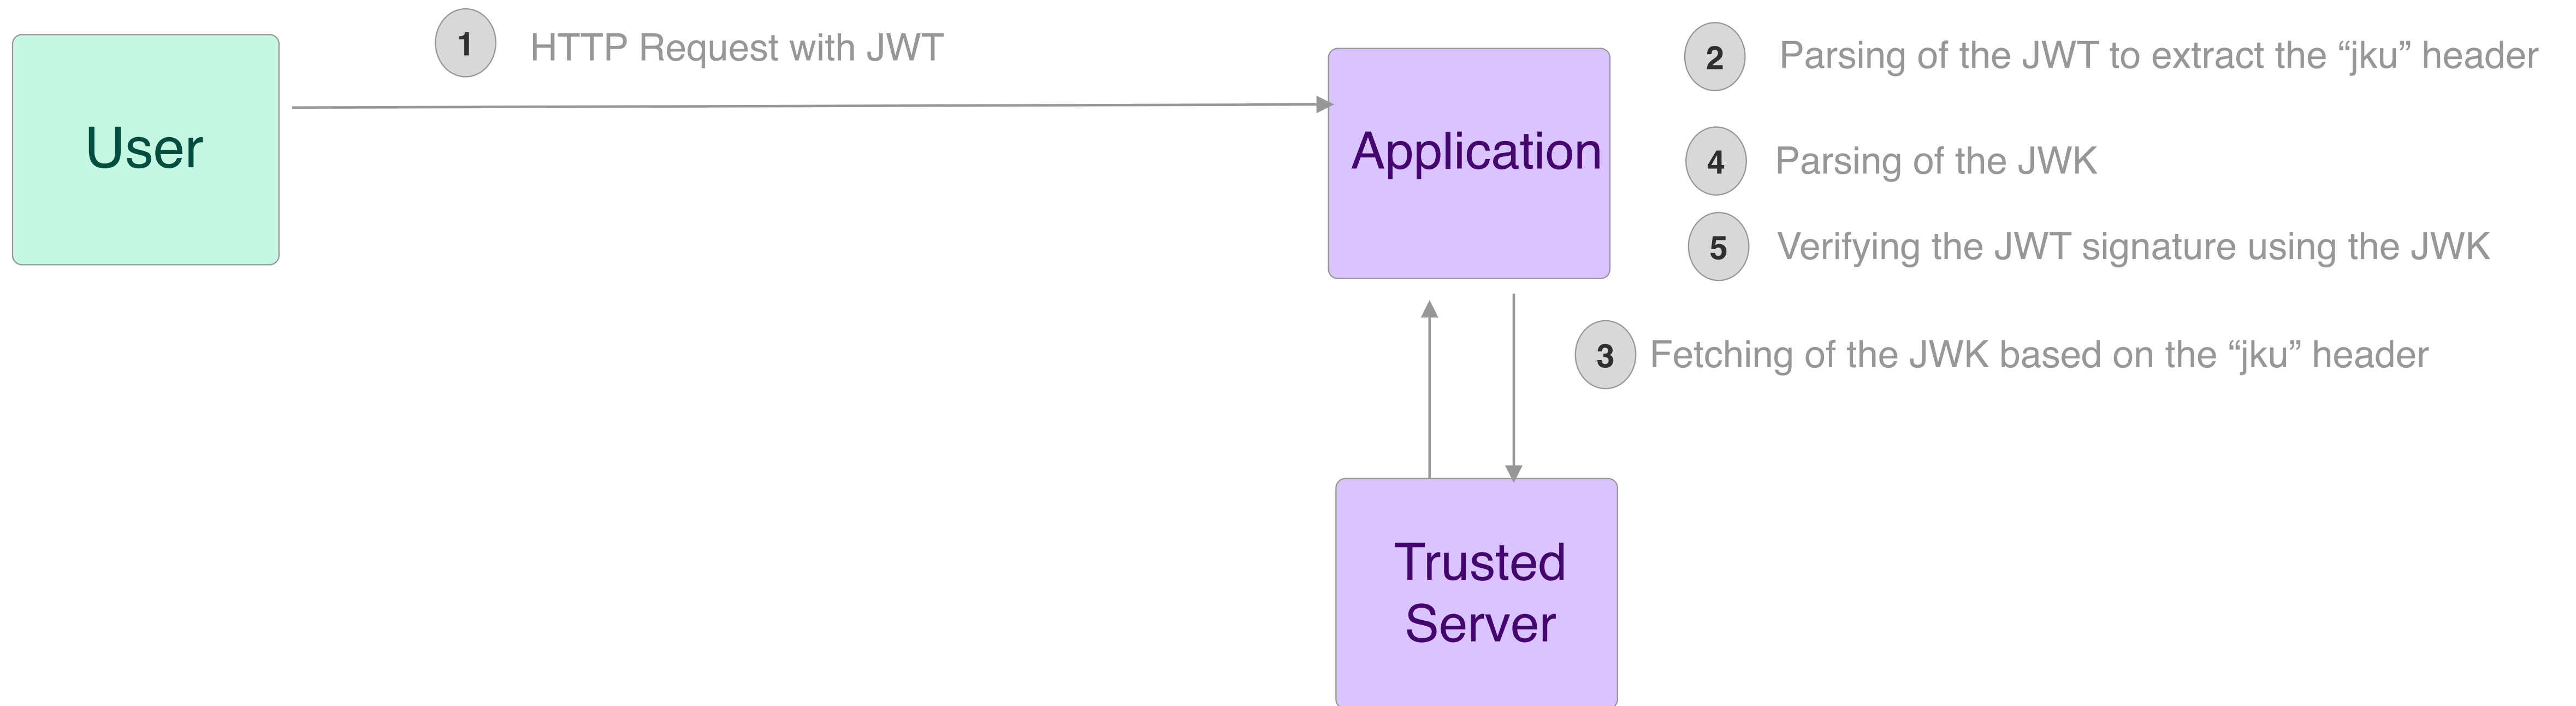 1 HTTP Request with JWT
User
Application
2 Parsing of the JWT to extract the “jku” header
4 Parsing of the JWK
5 Verifying the JWT signature using the JWK
3 Fetching of the JWK based on the “jku” header
Trusted
Server